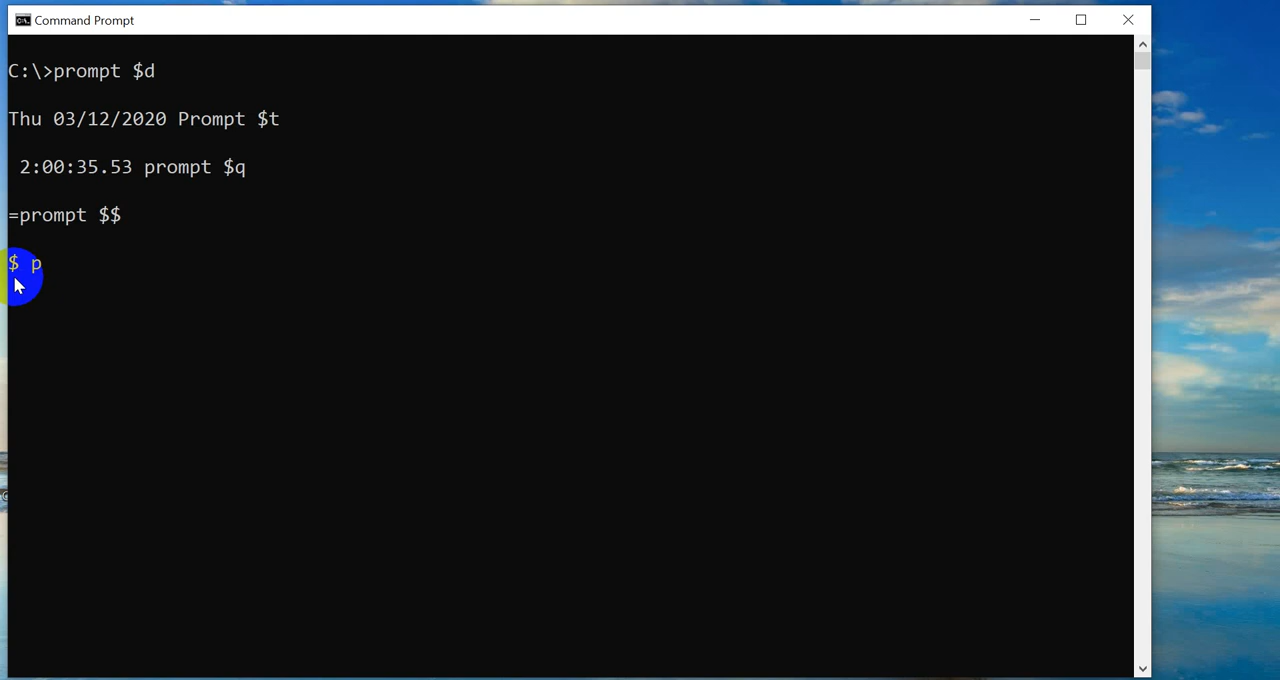 Command Prompt
C:\>prompt $d
Thu 03/12/2020 Prompt $t
2:00:35.53 prompt $q
=prompt $$
$ p